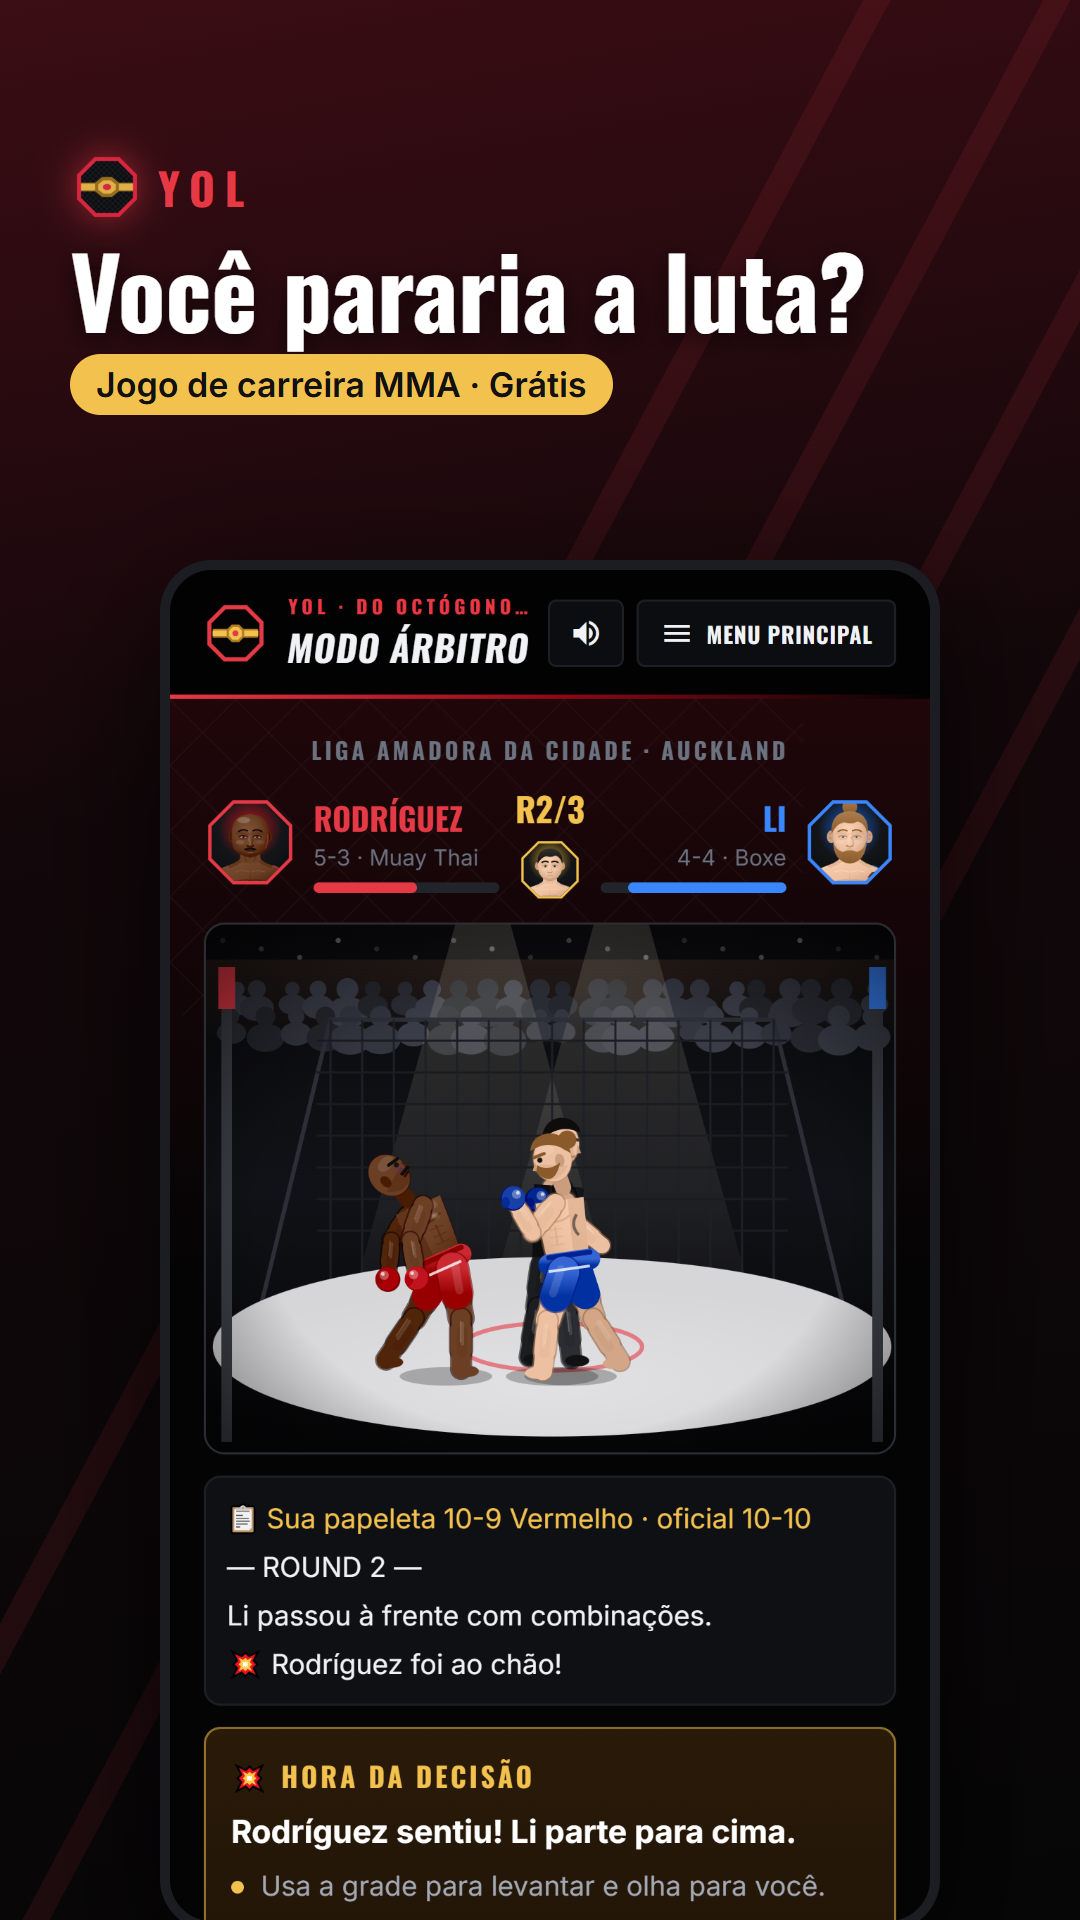 YOL
Você pararia a luta?
Jogo de carreira MMA · Grátis
YOL · DO OCTÓGONO…
MODO ÁRBITRO
MENU PRINCIPAL
LIGA AMADORA DA CIDADE · AUCKLAND
RODRÍGUEZ
R2/3
LI
5-3 · Muay Thai
4-4 · Boxe
Sua papeleta 10-9 Vermelho · oficial 10-10
— ROUND 2 —
Li passou à frente com combinações.
Rodríguez foi ao chão!
HORA DA DECISÃO
Rodríguez sentiu! Li parte para cima.
Usa a grade para levantar e olha para você.